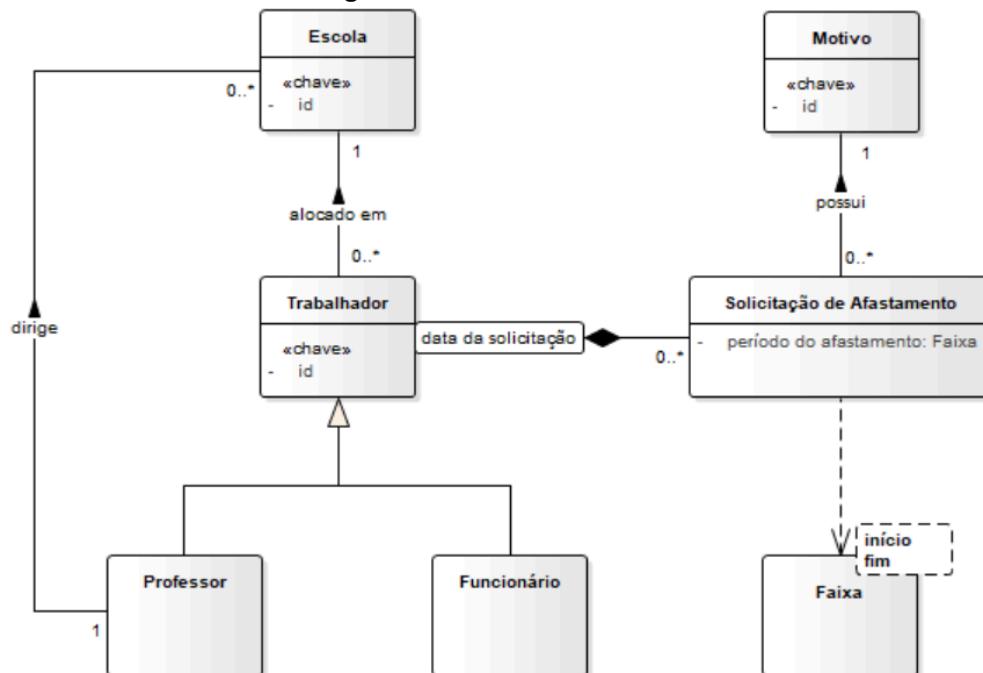 Escola
«chave»
- id
0..*
1
alocado em
0..*
Motivo
«chave»
- id
1
possui
0..*
dirige
Trabalhador
«chave»
- id
data da solicitação
0..*
Solicitação de Afastamento
- período do afastamento: Faixa
Professor
1
Funcionário
início
fim
Faixa